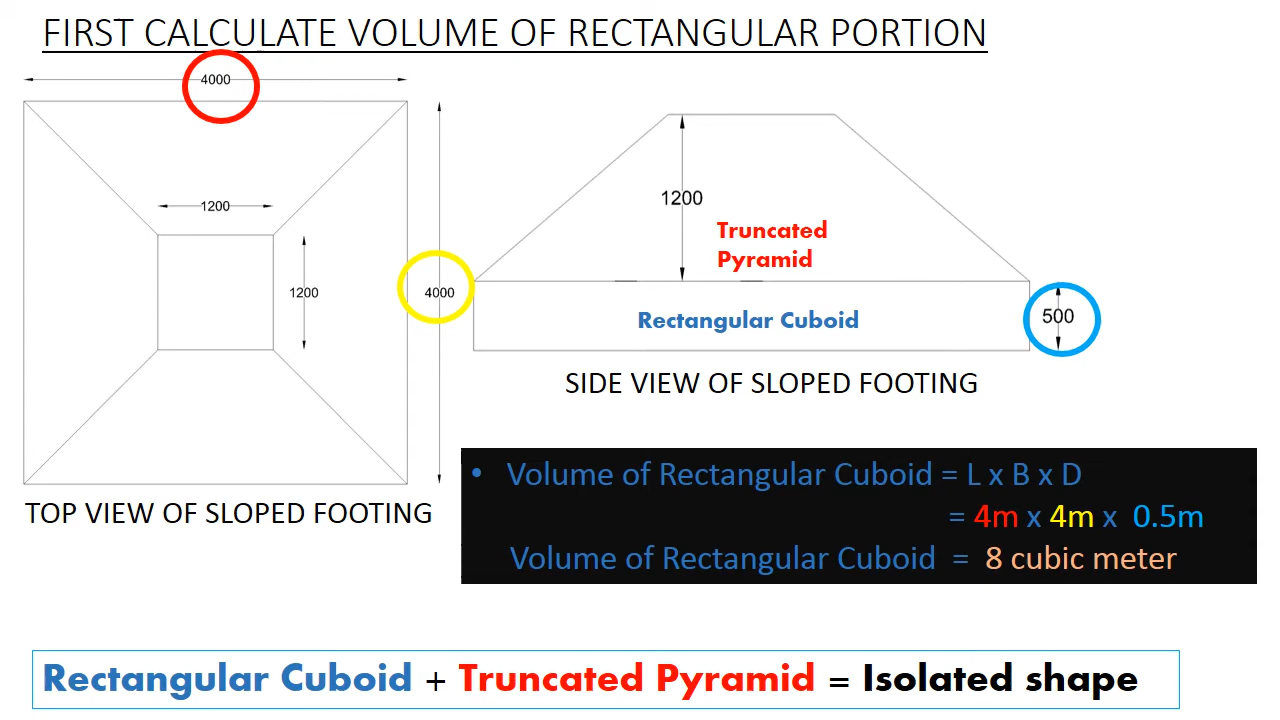 FIRST CALCULATE VOLUME OF RECTANGULAR PORTION
4000
1200
1200
4000
TOP VIEW OF SLOPED FOOTING
1200
Truncated
Pyramid
Rectangular Cuboid
500
SIDE VIEW OF SLOPED FOOTING
• Volume of Rectangular Cuboid = L x B x D
= 4m x 4m x 0.5m
Volume of Rectangular Cuboid = 8 cubic meter
Rectangular Cuboid + Truncated Pyramid = Isolated shape